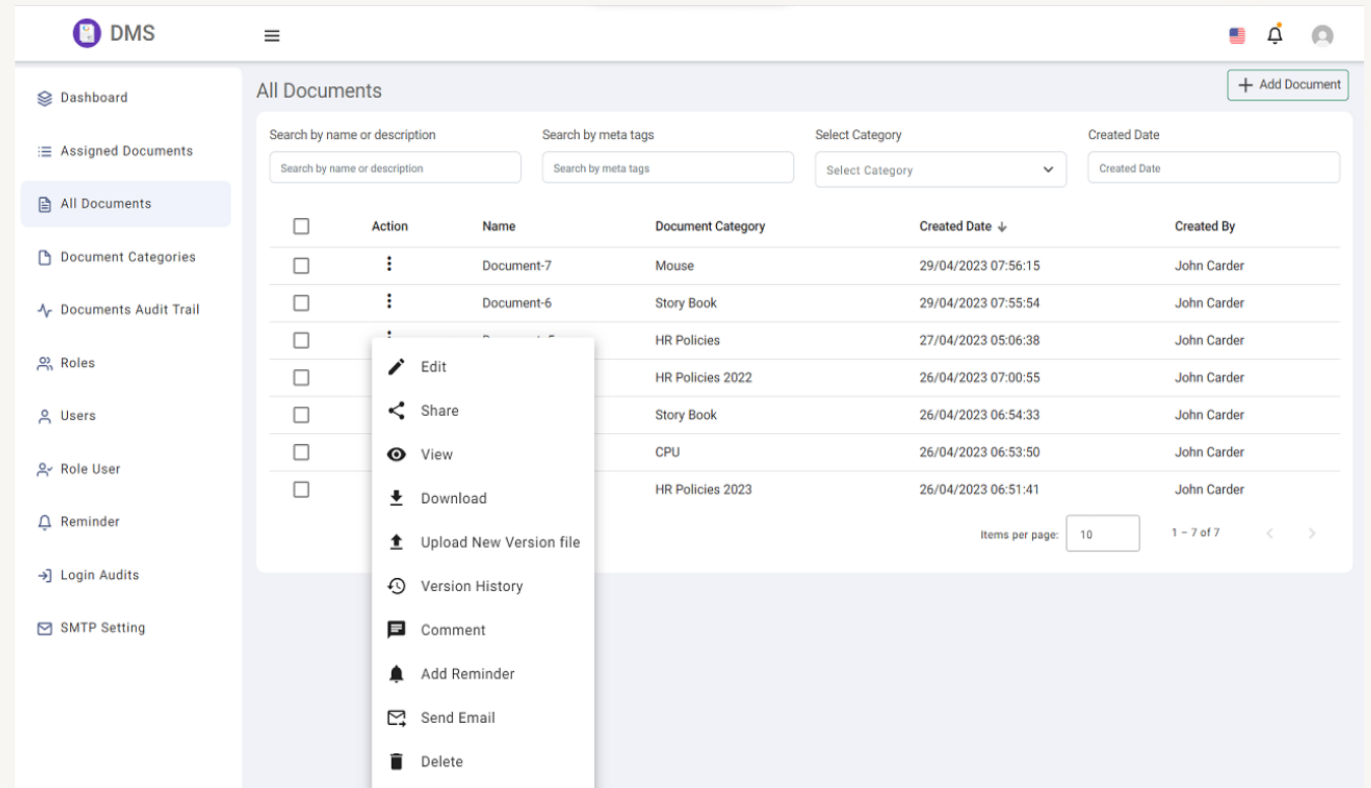 DMS
Dashboard
Assigned Documents
All Documents
Document Categories
Documents Audit Trail
Roles
Users
Role User
Reminder
Login Audits
SMTP Setting
All Documents
Add Document
Search by name or description Search by meta tags Select Category Created Date
Search by name or description Search by meta tags Select Category Created Date
Action Name Document Category Created Date Created By
Document-7 Mouse 29/04/2023 07:56:15 John Carder
Document-6 Story Book 29/04/2023 07:55:54 John Carder
HR Policies 27/04/2023 05:06:38 John Carder
HR Policies 2022 26/04/2023 07:00:55 John Carder
Story Book 26/04/2023 06:54:33 John Carder
CPU 26/04/2023 06:53:50 John Carder
HR Policies 2023 26/04/2023 06:51:41 John Carder
Items per page: 10 1 – 7 of 7
Edit
Share
View
Download
Upload New Version file
Version History
Comment
Add Reminder
Send Email
Delete